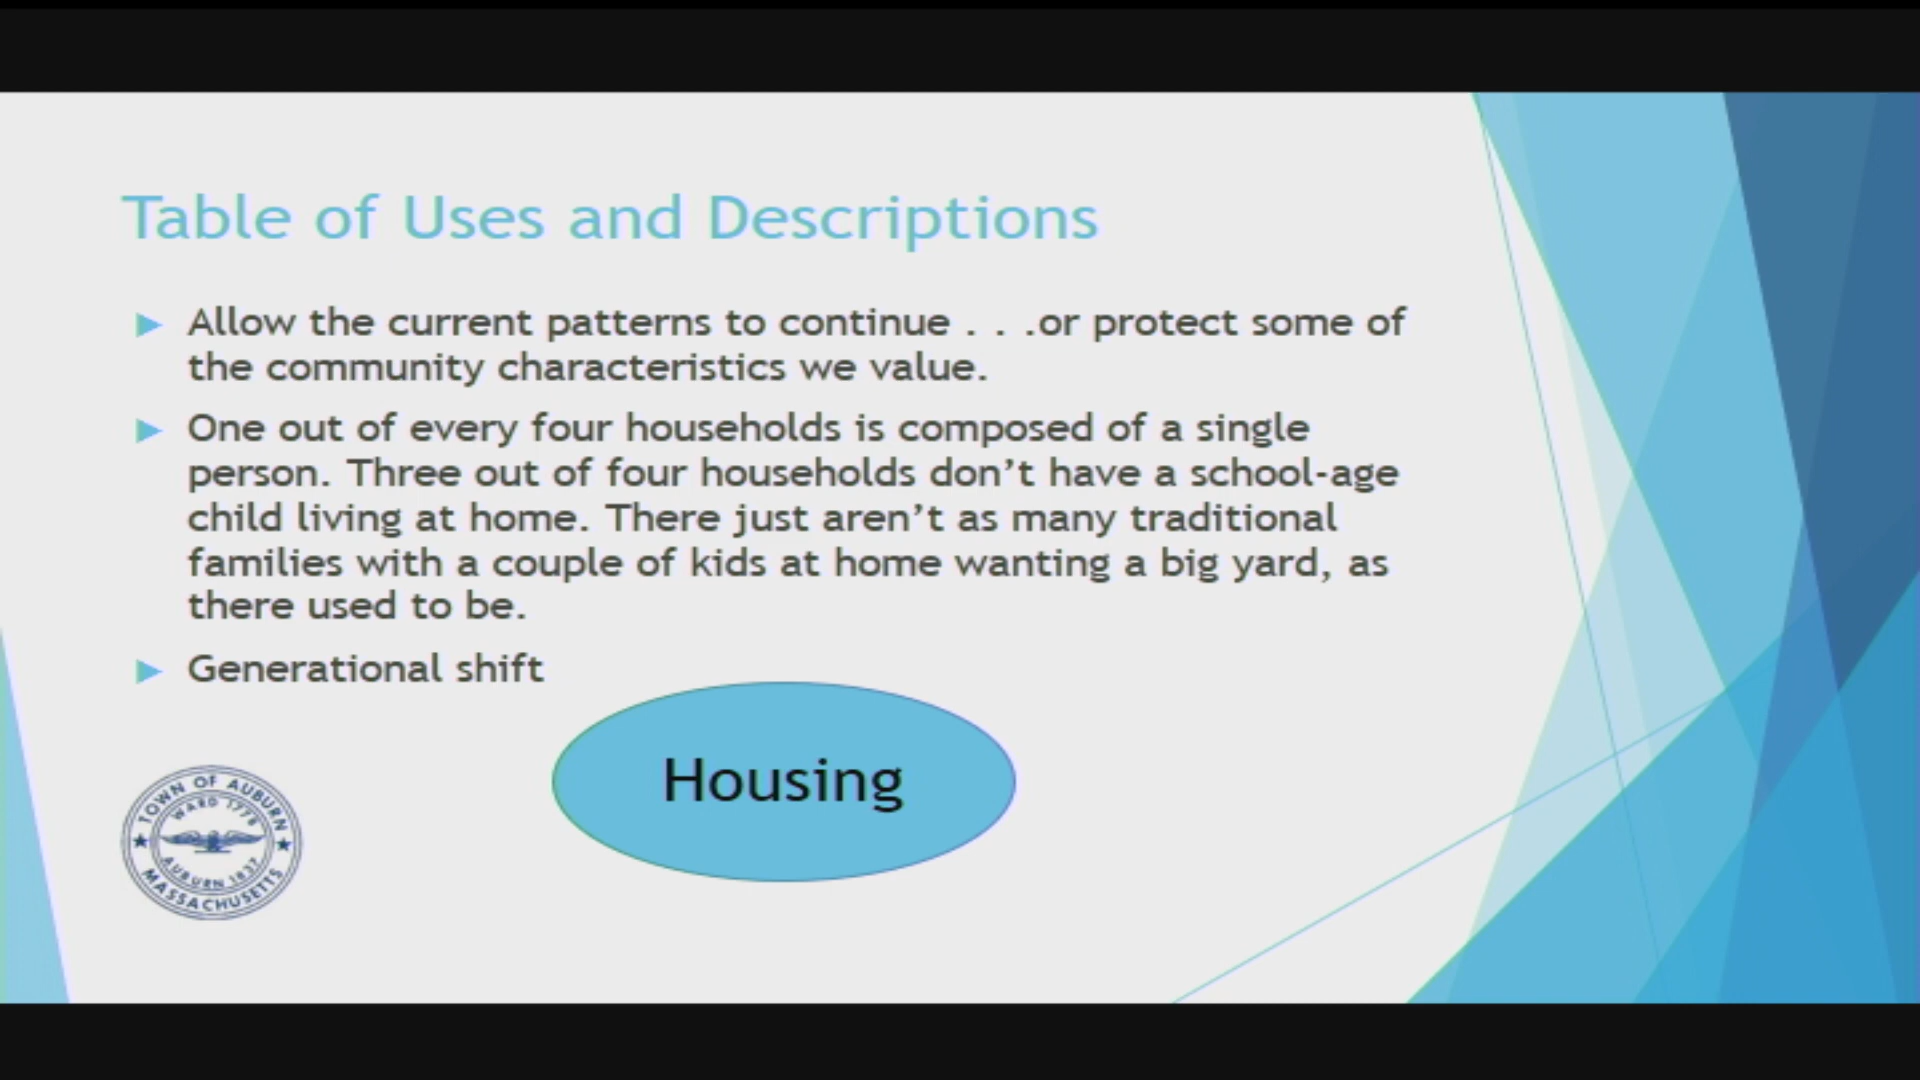 Table of Uses and Descriptions
Allow the current patterns to continue . . .or protect some of
the community characteristics we value.
One out of every four households is composed of a single
person. Three out of four households don’t have a school-age
child living at home. There just aren’t as many traditional
families with a couple of kids at home wanting a big yard, as
there used to be.
Generational shift
Housing
TOWN OF AUBURN
WARD 1778
AUBURN 1837
MASSACHUSETTS